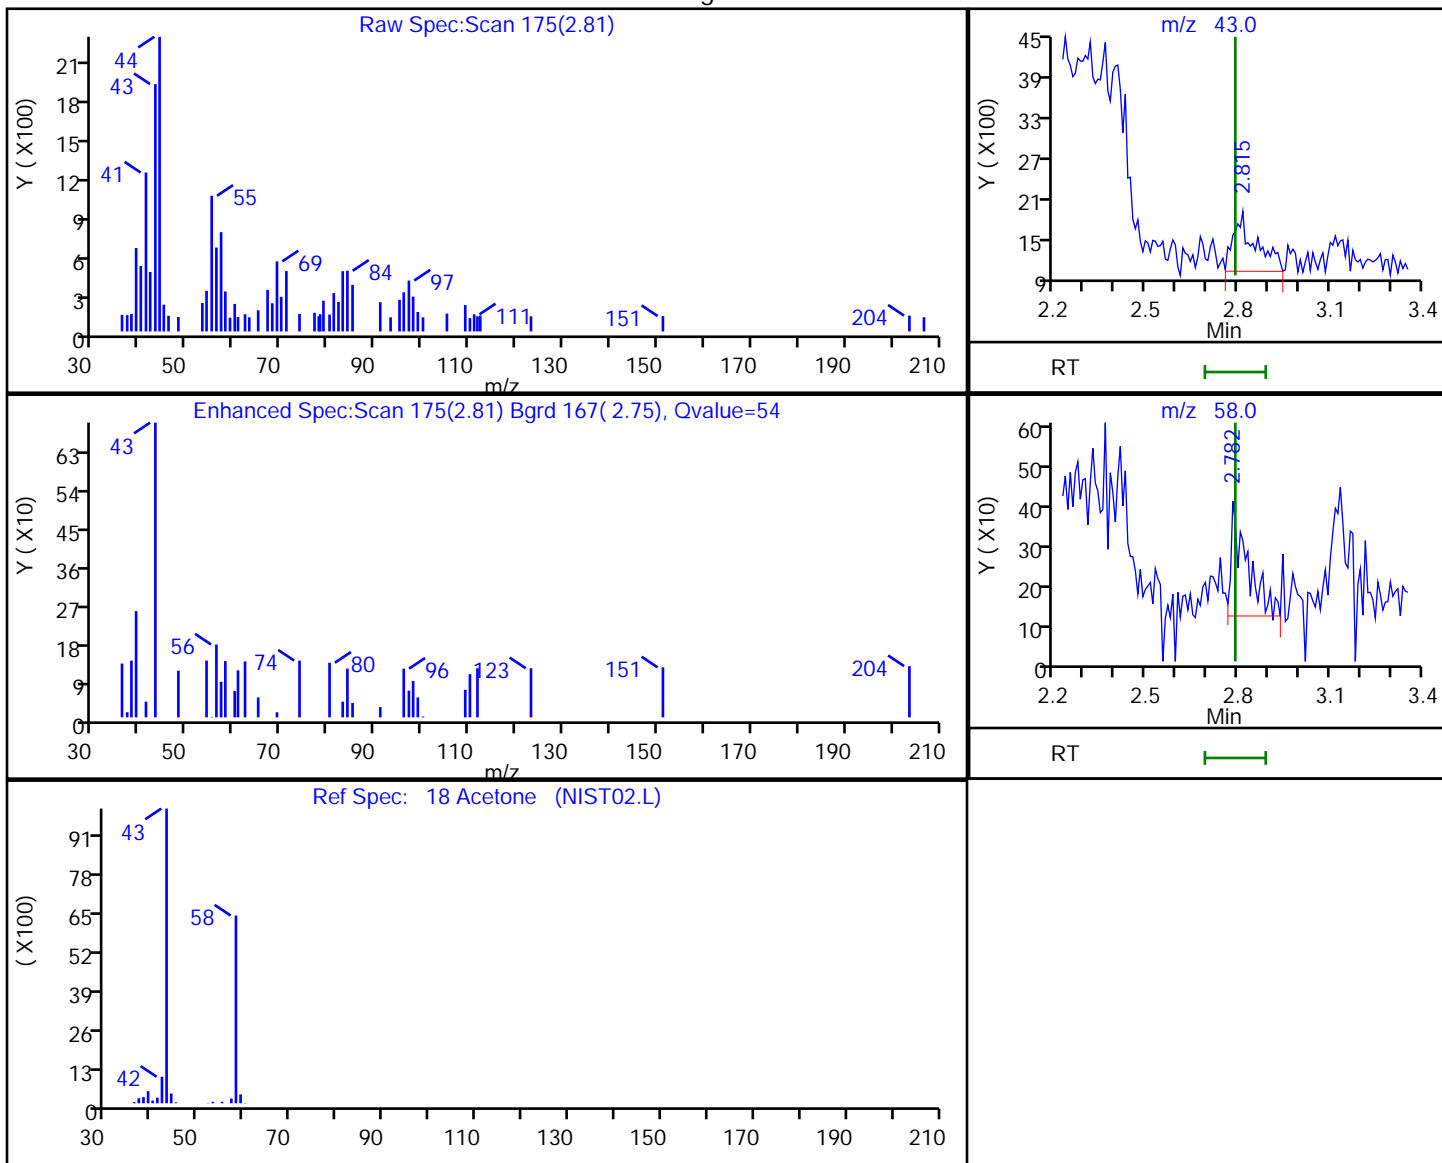 Raw Spec:Scan 175(2.81)
Y ( X100)
21
18
15
12
9
6
3
0
44
43
41
55
69
84
97
111
151
204
30 50 70 90 110 130 150 170 190 210
m/z
m/z 43.0
Y ( X100)
45
39
33
27
21
15
9
2.815
2.2 2.5 2.8 3.1 3.4
Min
RT
Enhanced Spec:Scan 175(2.81) Bgrd 167( 2.75), Qvalue=54
Y ( X10)
63
54
45
36
27
18
9
0
43
56
74
80
96
123
151
204
30 50 70 90 110 130 150 170 190 210
m/z
m/z 58.0
Y ( X10)
60
50
40
30
20
10
0
2.782
2.2 2.5 2.8 3.1 3.4
Min
RT
Ref Spec: 18 Acetone (NIST02.L)
( X100)
91
78
65
52
39
26
13
0
43
58
42
30 50 70 90 110 130 150 170 190 210